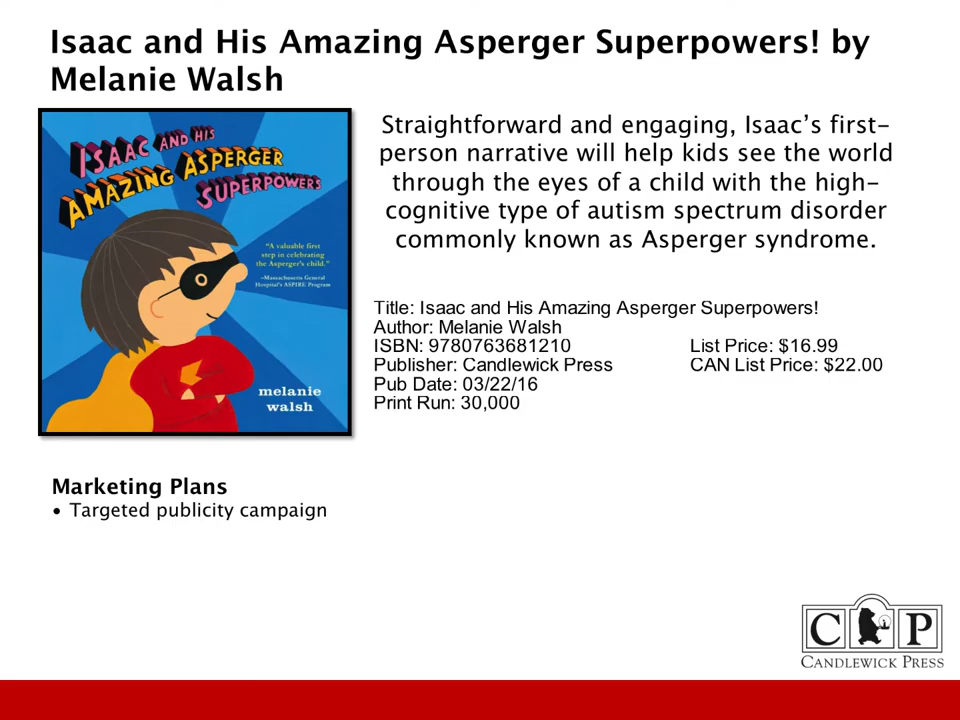 Isaac and His Amazing Asperger Superpowers! by
Melanie Walsh
ISAAC AND HIS
AMAZING ASPERGER
SUPERPOWERS
“A valuable first
step in celebrating
the Asperger's child.”
–Massachusetts General
Hospital's ASPIRE Program
melanie
walsh
Straightforward and engaging, Isaac’s first–
person narrative will help kids see the world
through the eyes of a child with the high–
cognitive type of autism spectrum disorder
commonly known as Asperger syndrome.
Title: Isaac and His Amazing Asperger Superpowers!
Author: Melanie Walsh
ISBN: 9780763681210 List Price: $16.99
Publisher: Candlewick Press CAN List Price: $22.00
Pub Date: 03/22/16
Print Run: 30,000
Marketing Plans
• Targeted publicity campaign
C P
CANDLEWICK PRESS